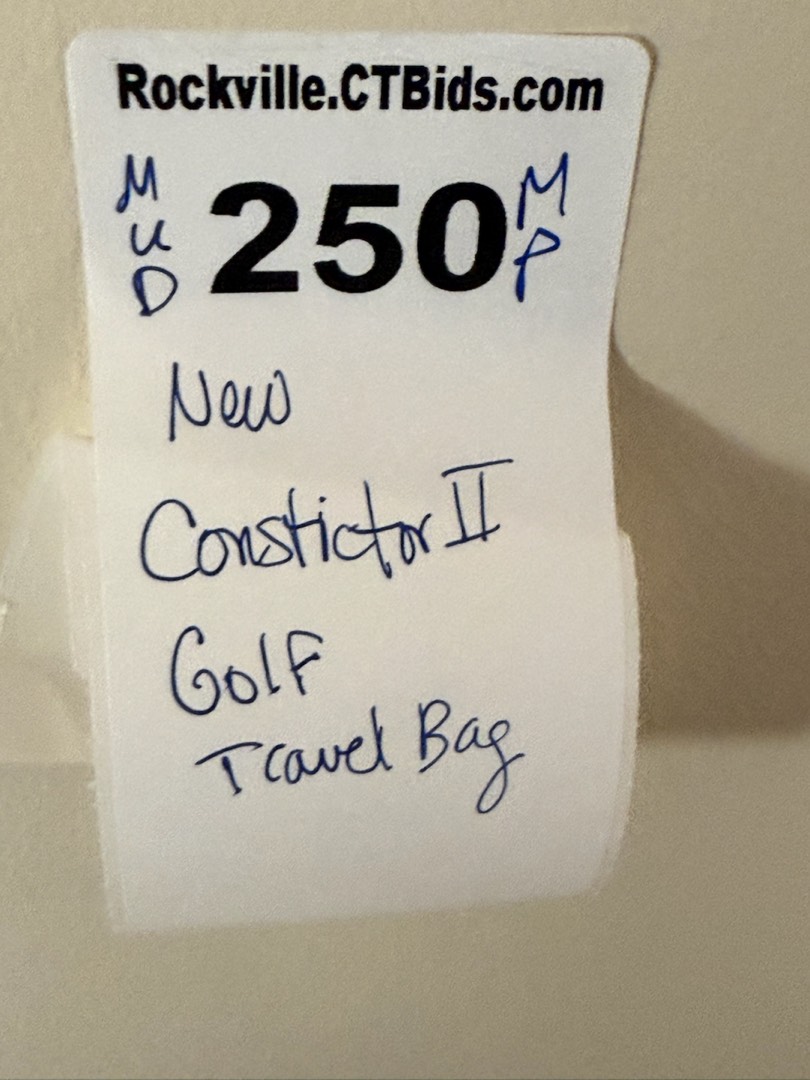 Rockville.CTBids.com
MUD 250 MP
New
Constictor II
Golf
Travel Bag